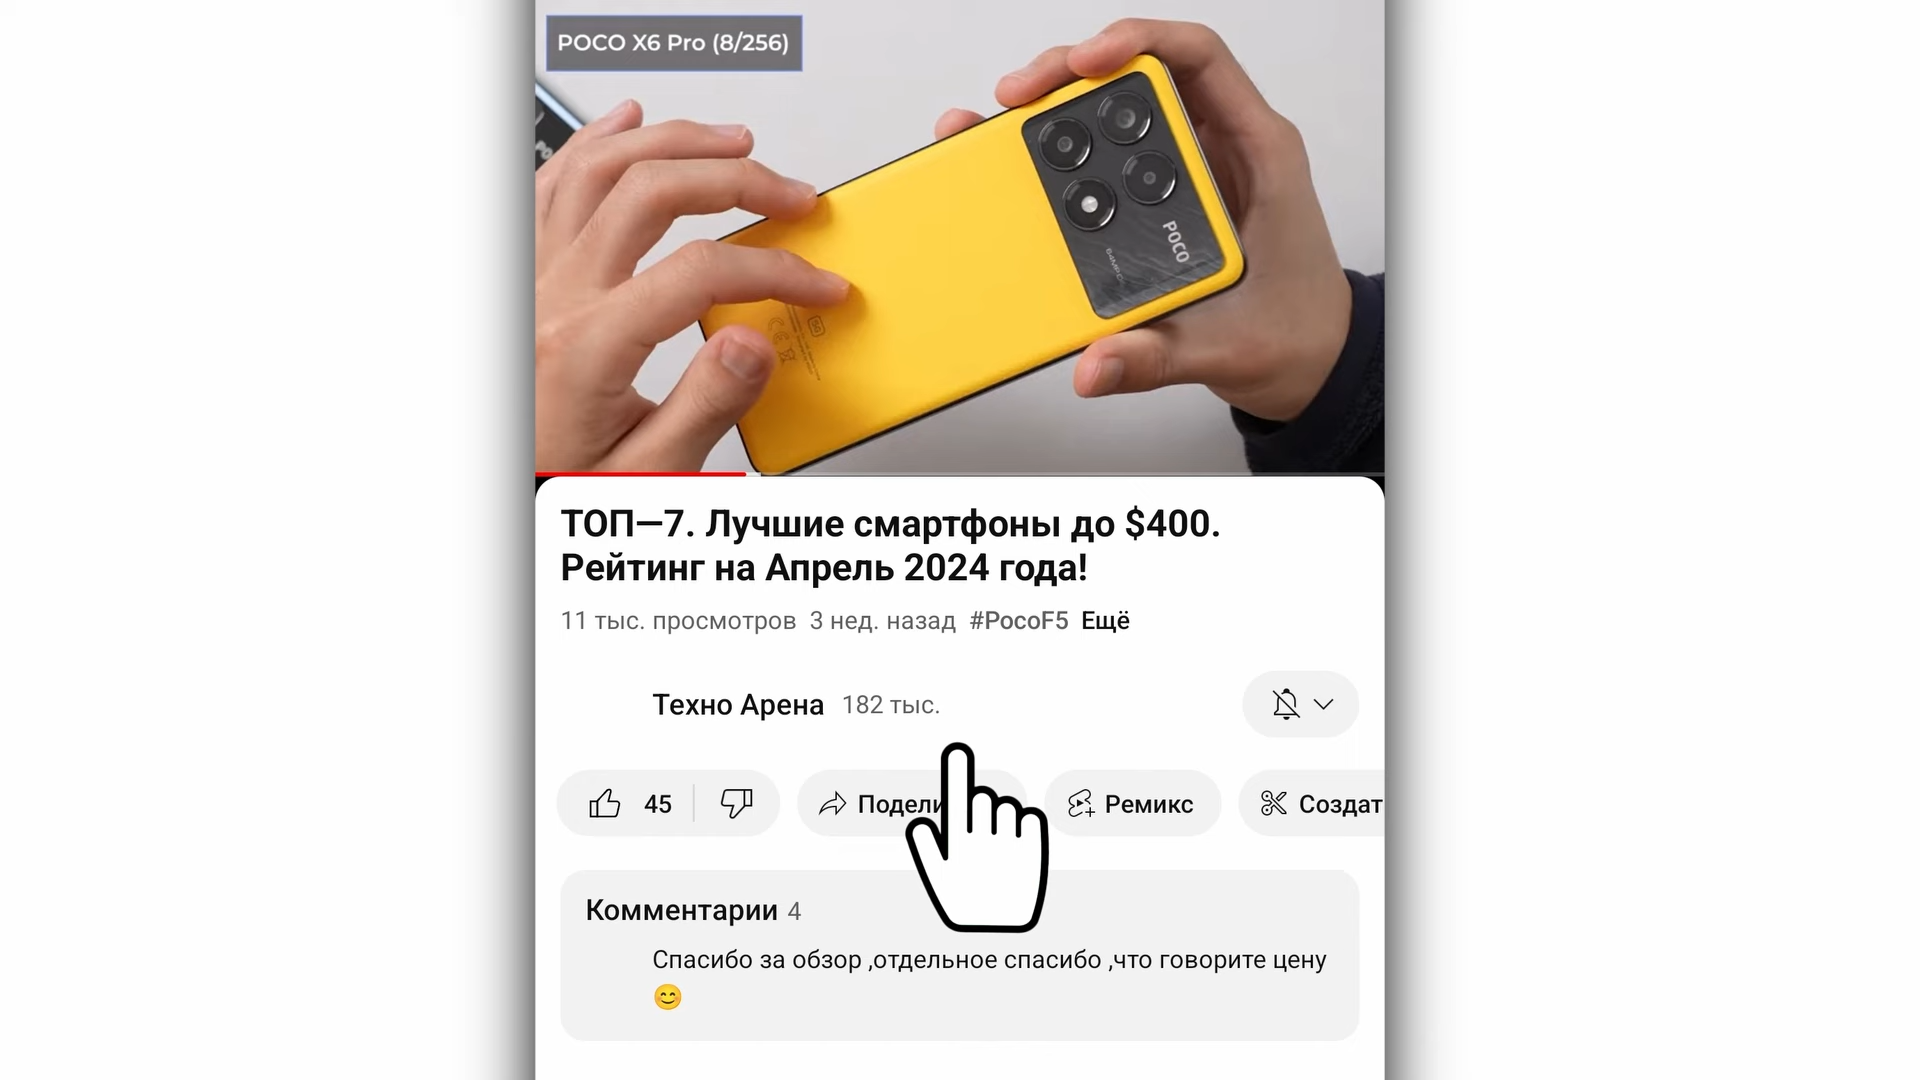 POCO X6 Pro (8/256)
POCO
ТОП—7. Лучшие смартфоны до $400.
Рейтинг на Апрель 2024 года!
11 тыс. просмотров 3 нед. назад #PocoF5 Ещё
Техно Арена 182 тыс.
45 Подели Ремикс Создат
Комментарии 4
Спасибо за обзор ,отдельное спасибо ,что говорите цену
😊